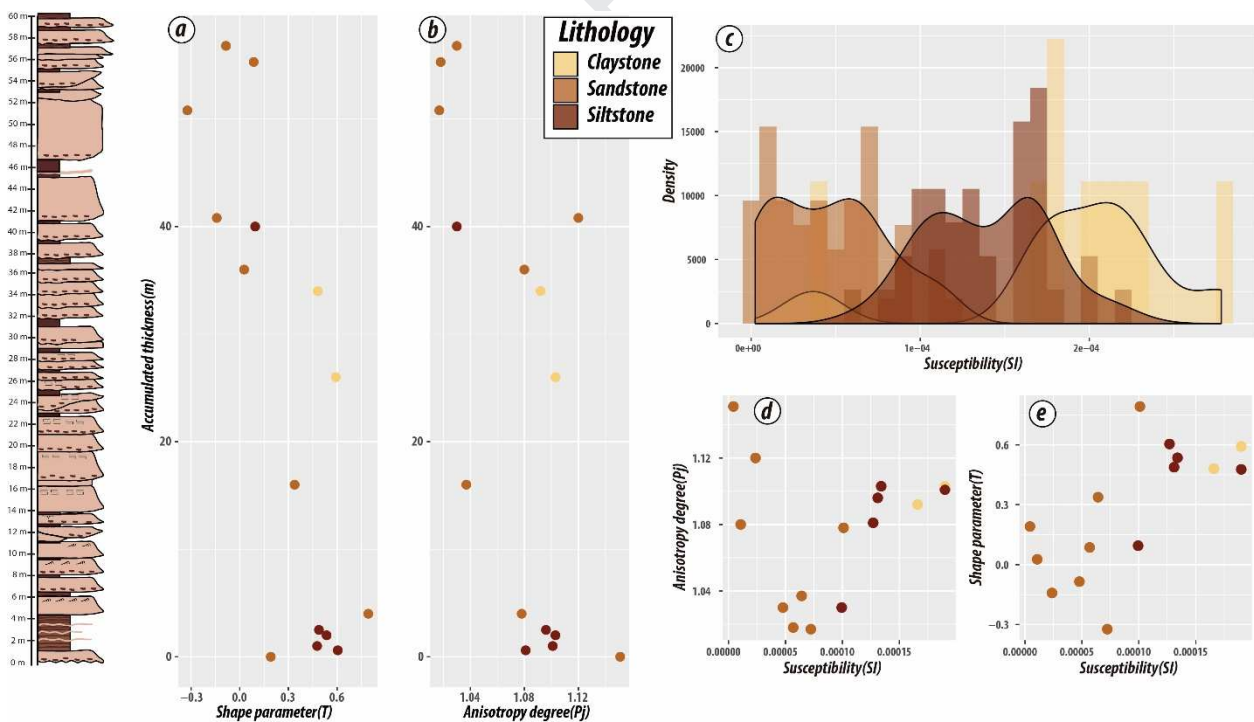 60 m
58 m
56 m
54 m
52 m
50 m
48 m
46 m
44 m
42 m
40 m
38 m
36 m
34 m
32 m
30 m
28 m
26 m
24 m
22 m
20 m
18 m
16 m
14 m
12 m
10 m
8 m
6 m
4 m
2 m
0 m
a
Accumulated thickness(m)
40
20
0
−0.3 0.0 0.3 0.6
Shape parameter(T)
b
40
20
0
1.04 1.08 1.12
Anisotropy degree(Pj)
Lithology
Claystone
Sandstone
Siltstone
c
Density
20000
15000
10000
5000
0
0e+00 1e−04 2e−04
Susceptibility(SI)
d
Anisotropy degree(Pj)
1.12
1.08
1.04
0.00000 0.00005 0.00010 0.00015
Susceptibility(SI)
e
Shape parameter(T)
0.6
0.3
0.0
−0.3
0.00000 0.00005 0.00010 0.00015
Susceptibility(SI)